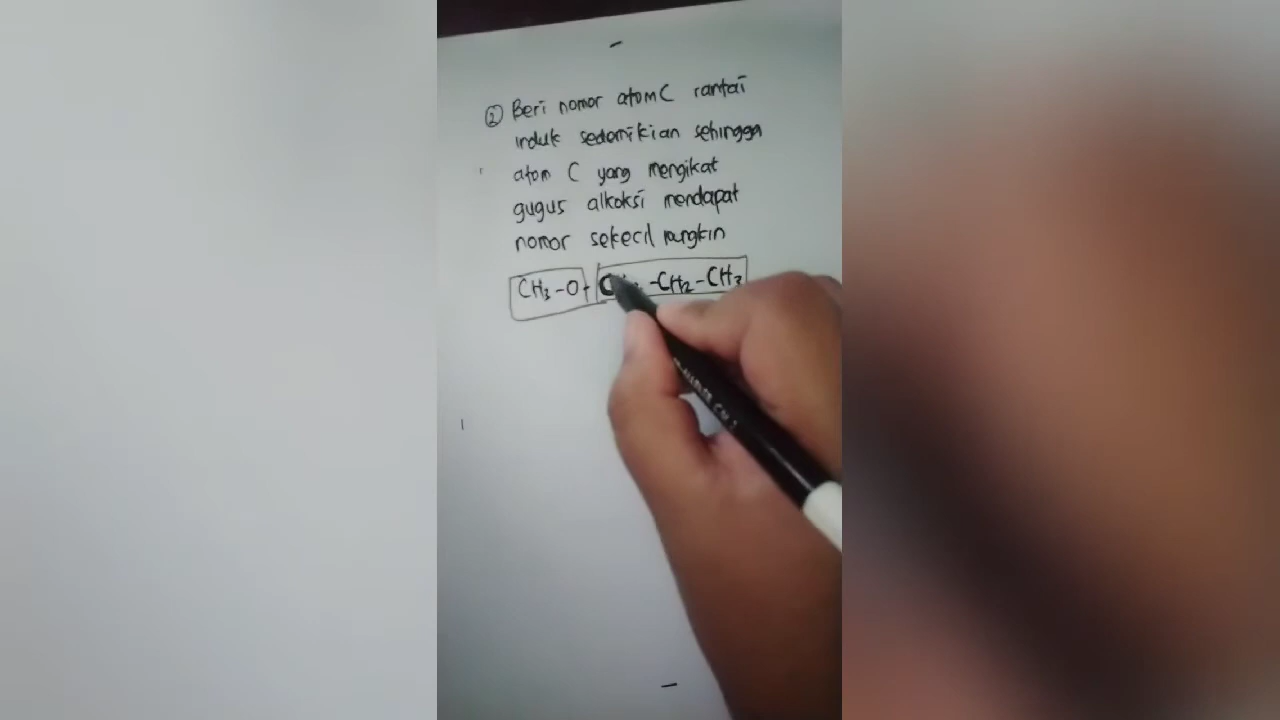 ② Beri nomor atom C rantai
induk sedemikian sehingga
atom C yang mengikat
gugus alkoksi mendapat
nomor sekecil mungkin
CH₃-O- C -CH₂-CH₃